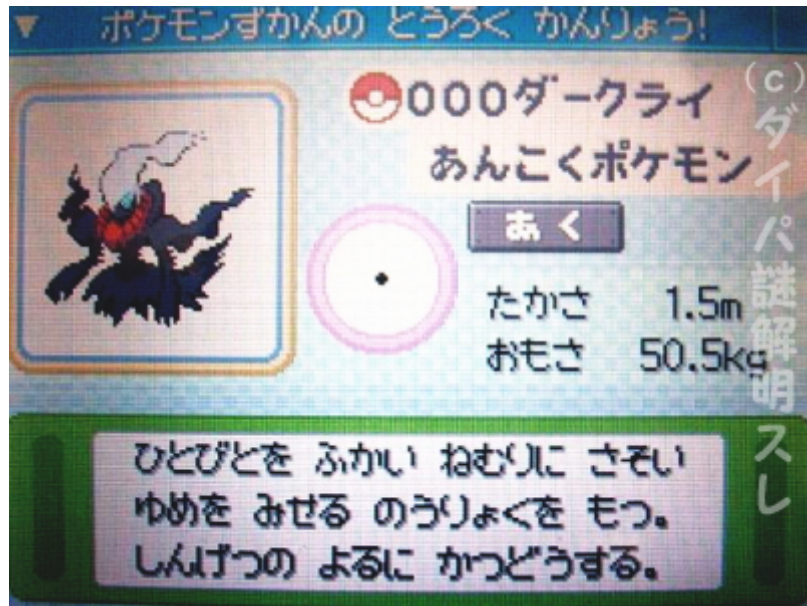 ポケモンずかんの とうろく かんりょう!
000ダークライ
あんこくポケモン
あく
たかさ 1.5m
おもさ 50.5kg
ひとびとを ふかい ねむりに さそい
ゆめを みせる のうりょくを もつ。
しんげつの よるに かつどうする。
(c)ダイパ謎解明スレ